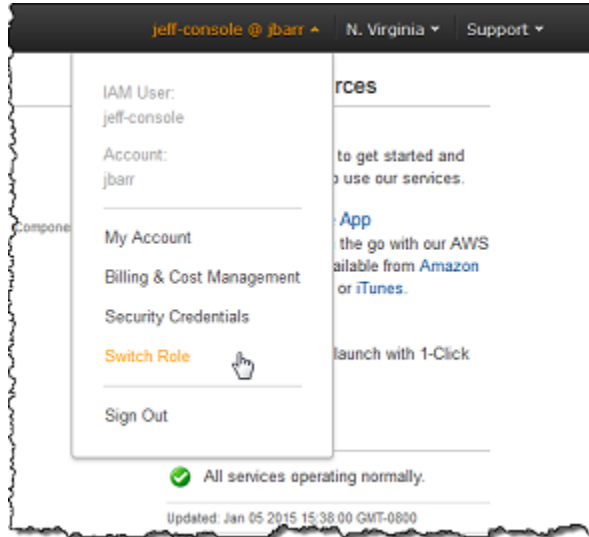 jeff-console @ jbarr N. Virginia Support
rces
IAM User:
jeff-console
Account:
jbarr
My Account
Billing & Cost Management
Security Credentials
Switch Role
Sign Out
to get started and
use our services.
Compone
App
the go with our AWS
ailable from Amazon
or iTunes.
launch with 1-Click
All services operating normally.
Updated: Jan 05 2015 15:38:00 GMT-0800